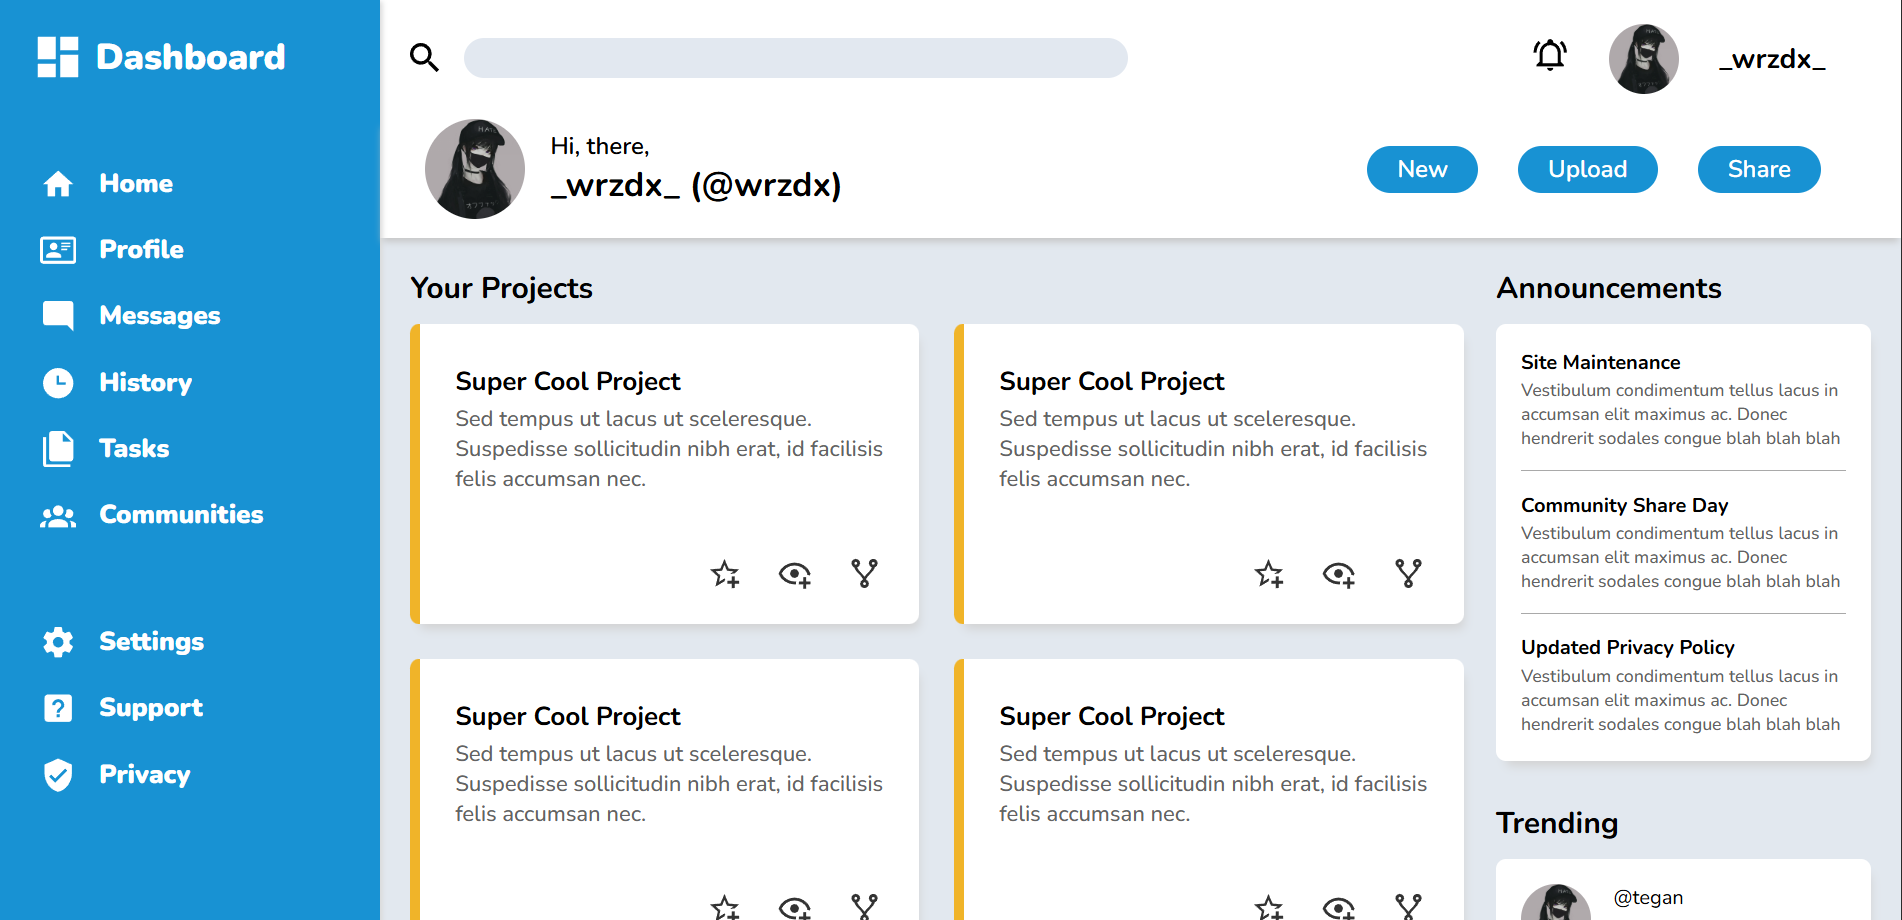 Dashboard
Home
Profile
Messages
History
Tasks
Communities
Settings
Support
Privacy
_wrzdx_
Hi, there,
_wrzdx_ (@wrzdx)
New
Upload
Share
Your Projects
Super Cool Project
Sed tempus ut lacus ut sceleresque.
Suspedisse sollicitudin nibh erat, id facilisis
felis accumsan nec.
Super Cool Project
Sed tempus ut lacus ut sceleresque.
Suspedisse sollicitudin nibh erat, id facilisis
felis accumsan nec.
Super Cool Project
Sed tempus ut lacus ut sceleresque.
Suspedisse sollicitudin nibh erat, id facilisis
felis accumsan nec.
Super Cool Project
Sed tempus ut lacus ut sceleresque.
Suspedisse sollicitudin nibh erat, id facilisis
felis accumsan nec.
Announcements
Site Maintenance
Vestibulum condimentum tellus lacus in
accumsan elit maximus ac. Donec
hendrerit sodales congue blah blah blah
Community Share Day
Vestibulum condimentum tellus lacus in
accumsan elit maximus ac. Donec
hendrerit sodales congue blah blah blah
Updated Privacy Policy
Vestibulum condimentum tellus lacus in
accumsan elit maximus ac. Donec
hendrerit sodales congue blah blah blah
Trending
@tegan